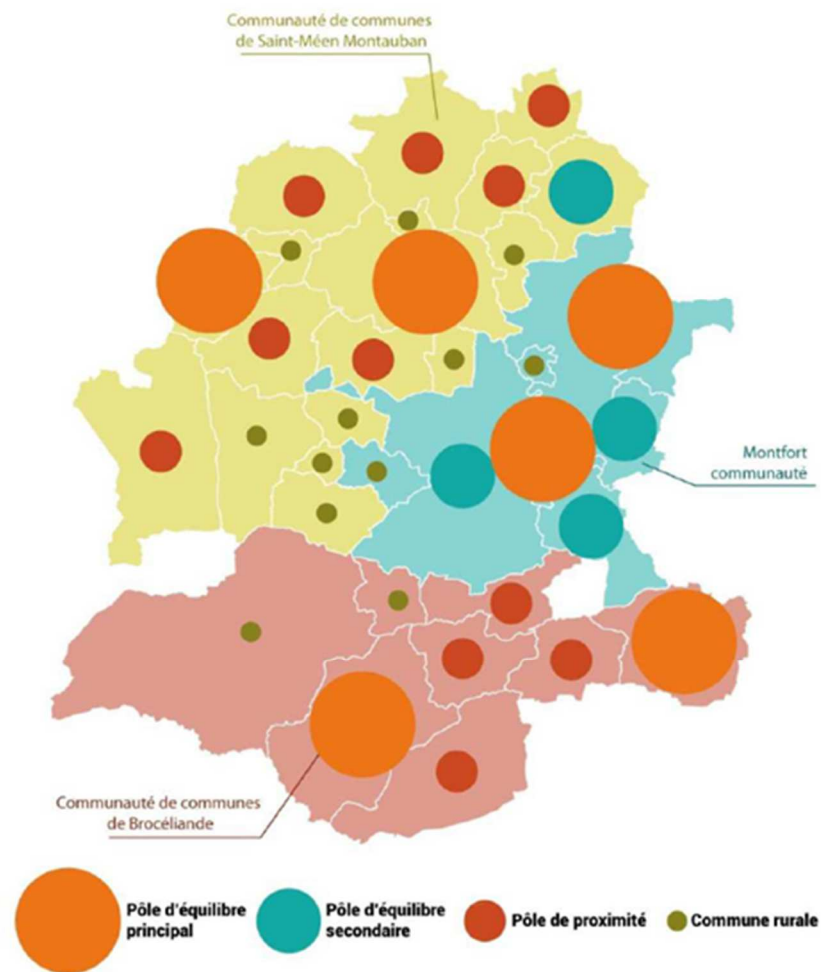 Communauté de communes
de Saint-Méen Montauban
Montfort
communauté
Communauté de communes
de Brocéliande
Pôle d'équilibre
principal
Pôle d'équilibre
secondaire
Pôle de proximité
Commune rurale